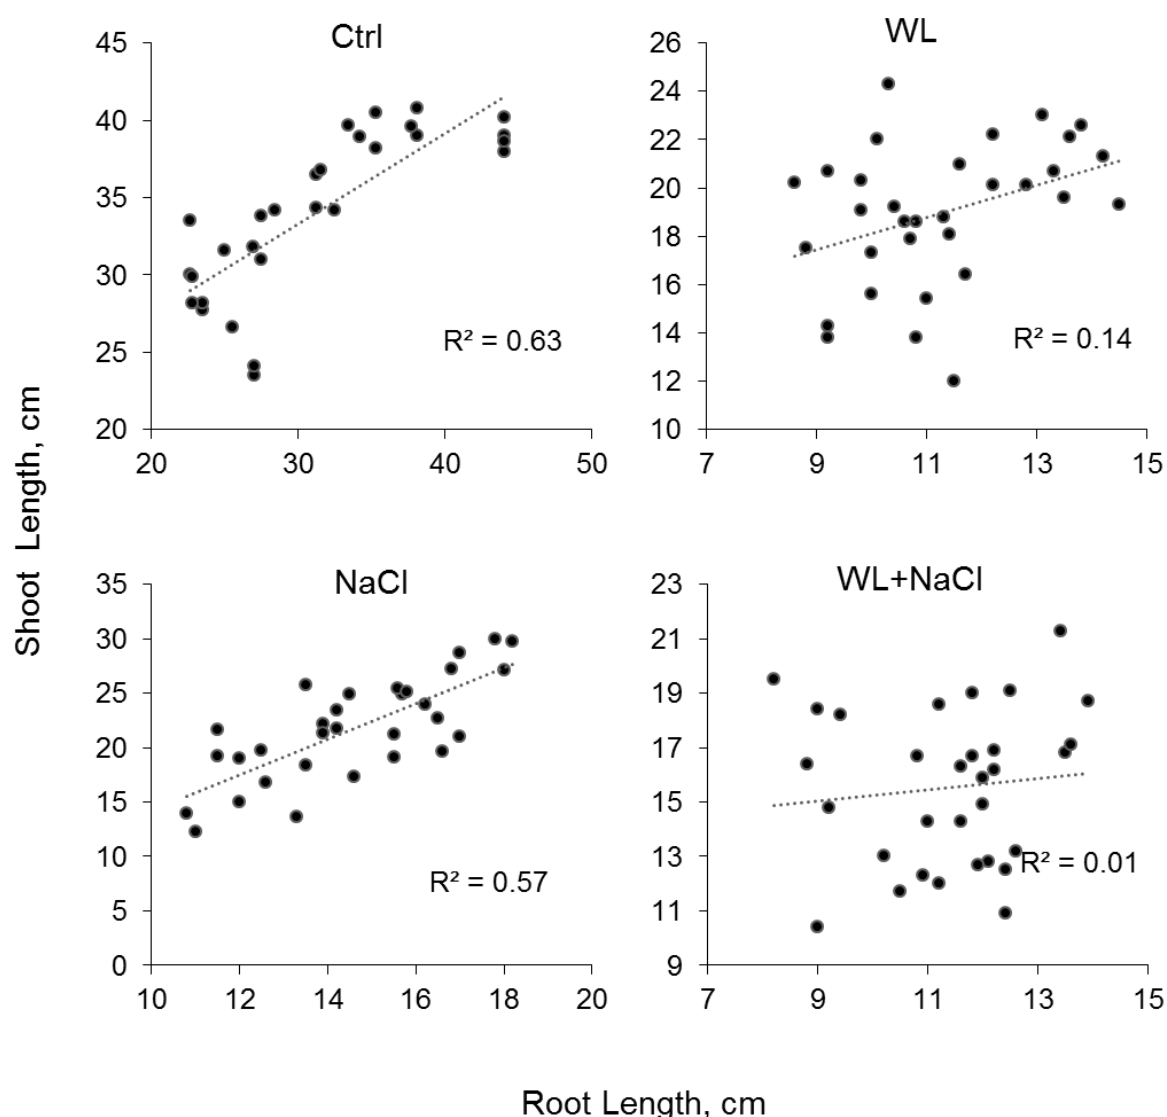 Ctrl
45
40
35
30
25
20
20 30 40 50
R² = 0.63
WL
26
24
22
20
18
16
14
12
10
7 9 11 13 15
R² = 0.14
Shoot Length, cm
NaCl
35
30
25
20
15
10
5
0
10 12 14 16 18 20
R² = 0.57
WL+NaCl
23
21
19
17
15
13
11
9
7 9 11 13 15
R² = 0.01
Root Length, cm